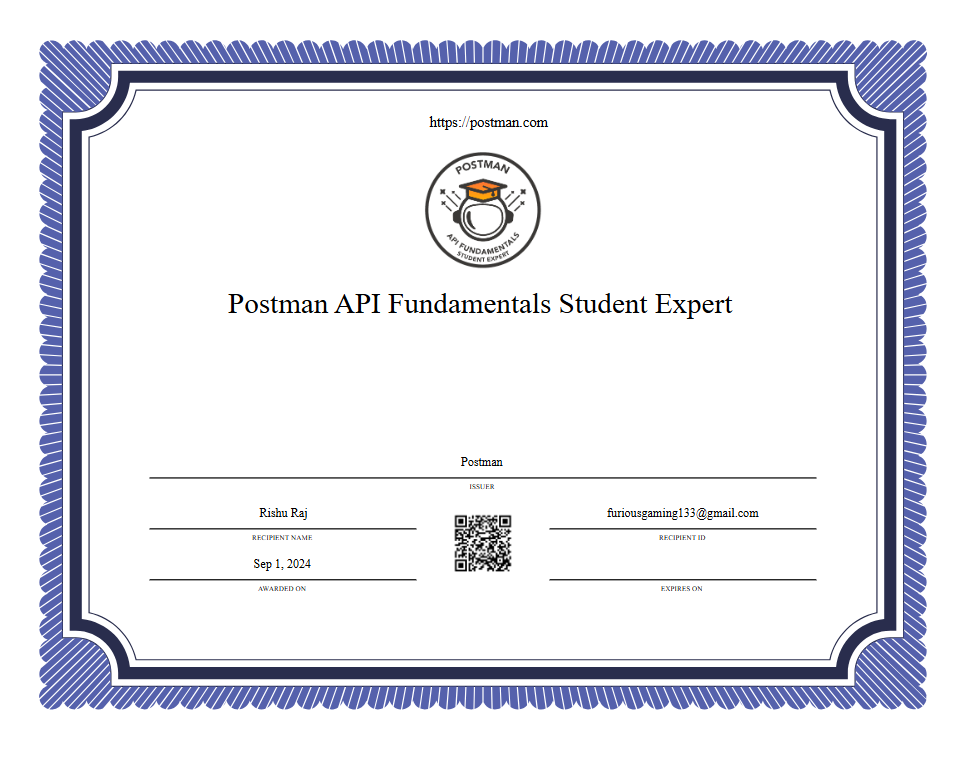 https://postman.com
POSTMAN
API FUNDAMENTALS
STUDENT EXPERT
Postman API Fundamentals Student Expert
Postman
ISSUER
Rishu Raj
RECIPIENT NAME
furiousgaming133@gmail.com
RECIPIENT ID
Sep 1, 2024
AWARDED ON
EXPIRES ON